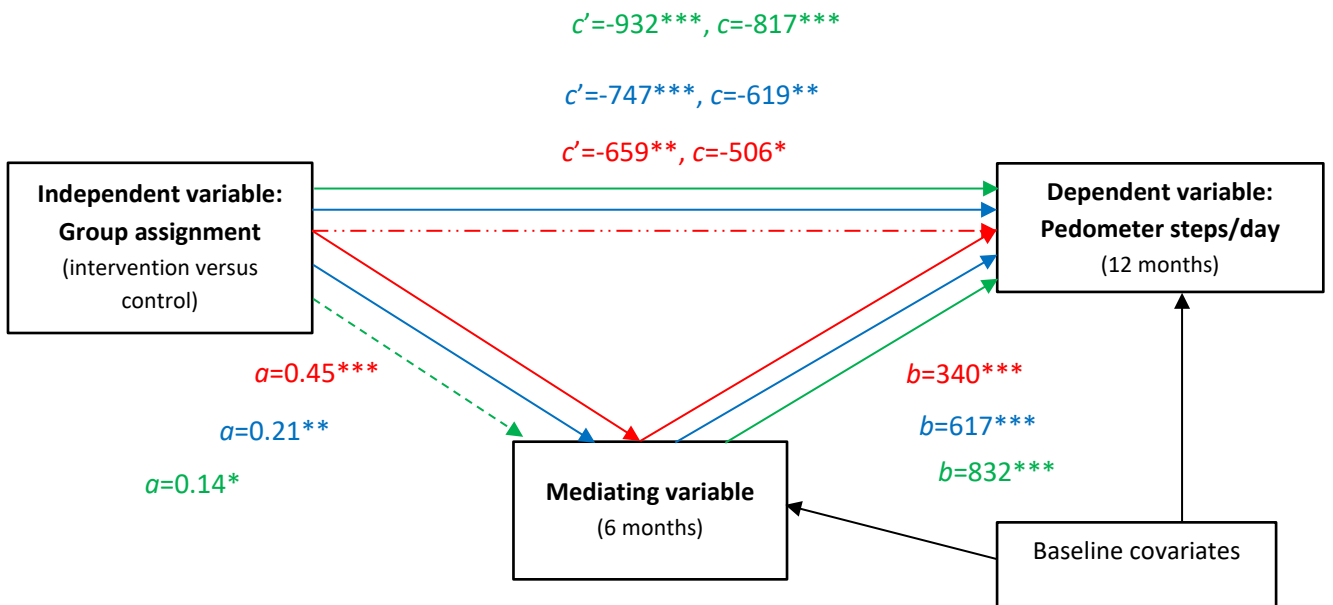 c’=-932***, c=-817***
c’=-747***, c=-619**
c’=-659**, c=-506*
Independent variable:
Group assignment
(intervention versus
control)
Dependent variable:
Pedometer steps/day
(12 months)
a=0.45***
a=0.21**
a=0.14*
b=340***
b=617***
b=832***
Mediating variable
(6 months)
Baseline covariates